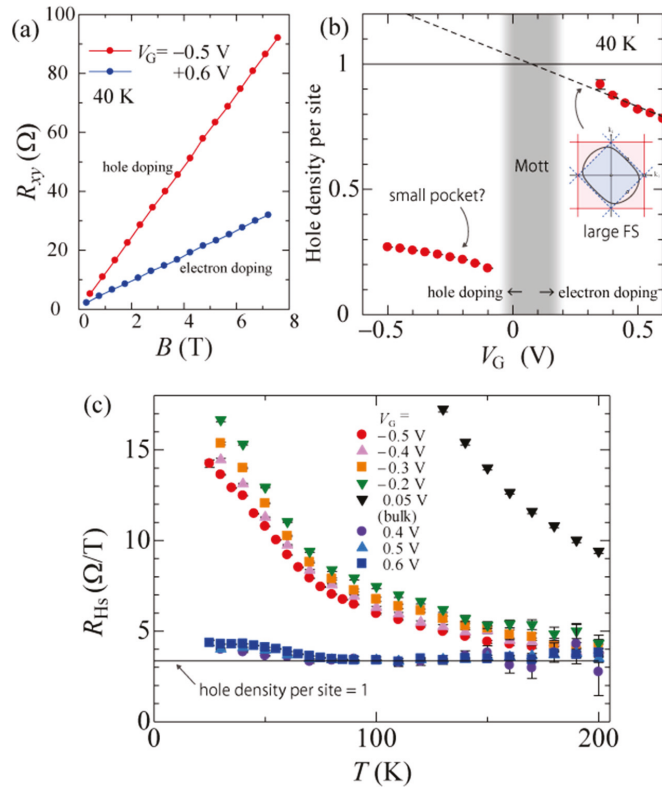 (a)
R_xy (Ω)
100
80
60
40
20
0
V_G= −0.5 V
+0.6 V
40 K
hole doping
electron doping
0
2
4
6
8
B (T)
(b)
Hole density per site
1
0.5
0
40 K
Mott
small pocket?
large FS
hole doping
electron doping
−0.5
0
0.5
V_G (V)
(c)
R_Hs (Ω/T)
15
10
5
0
V_G =
−0.5 V
−0.4 V
−0.3 V
−0.2 V
0.05 V
(bulk)
0.4 V
0.5 V
0.6 V
hole density per site = 1
0
50
100
150
200
T (K)